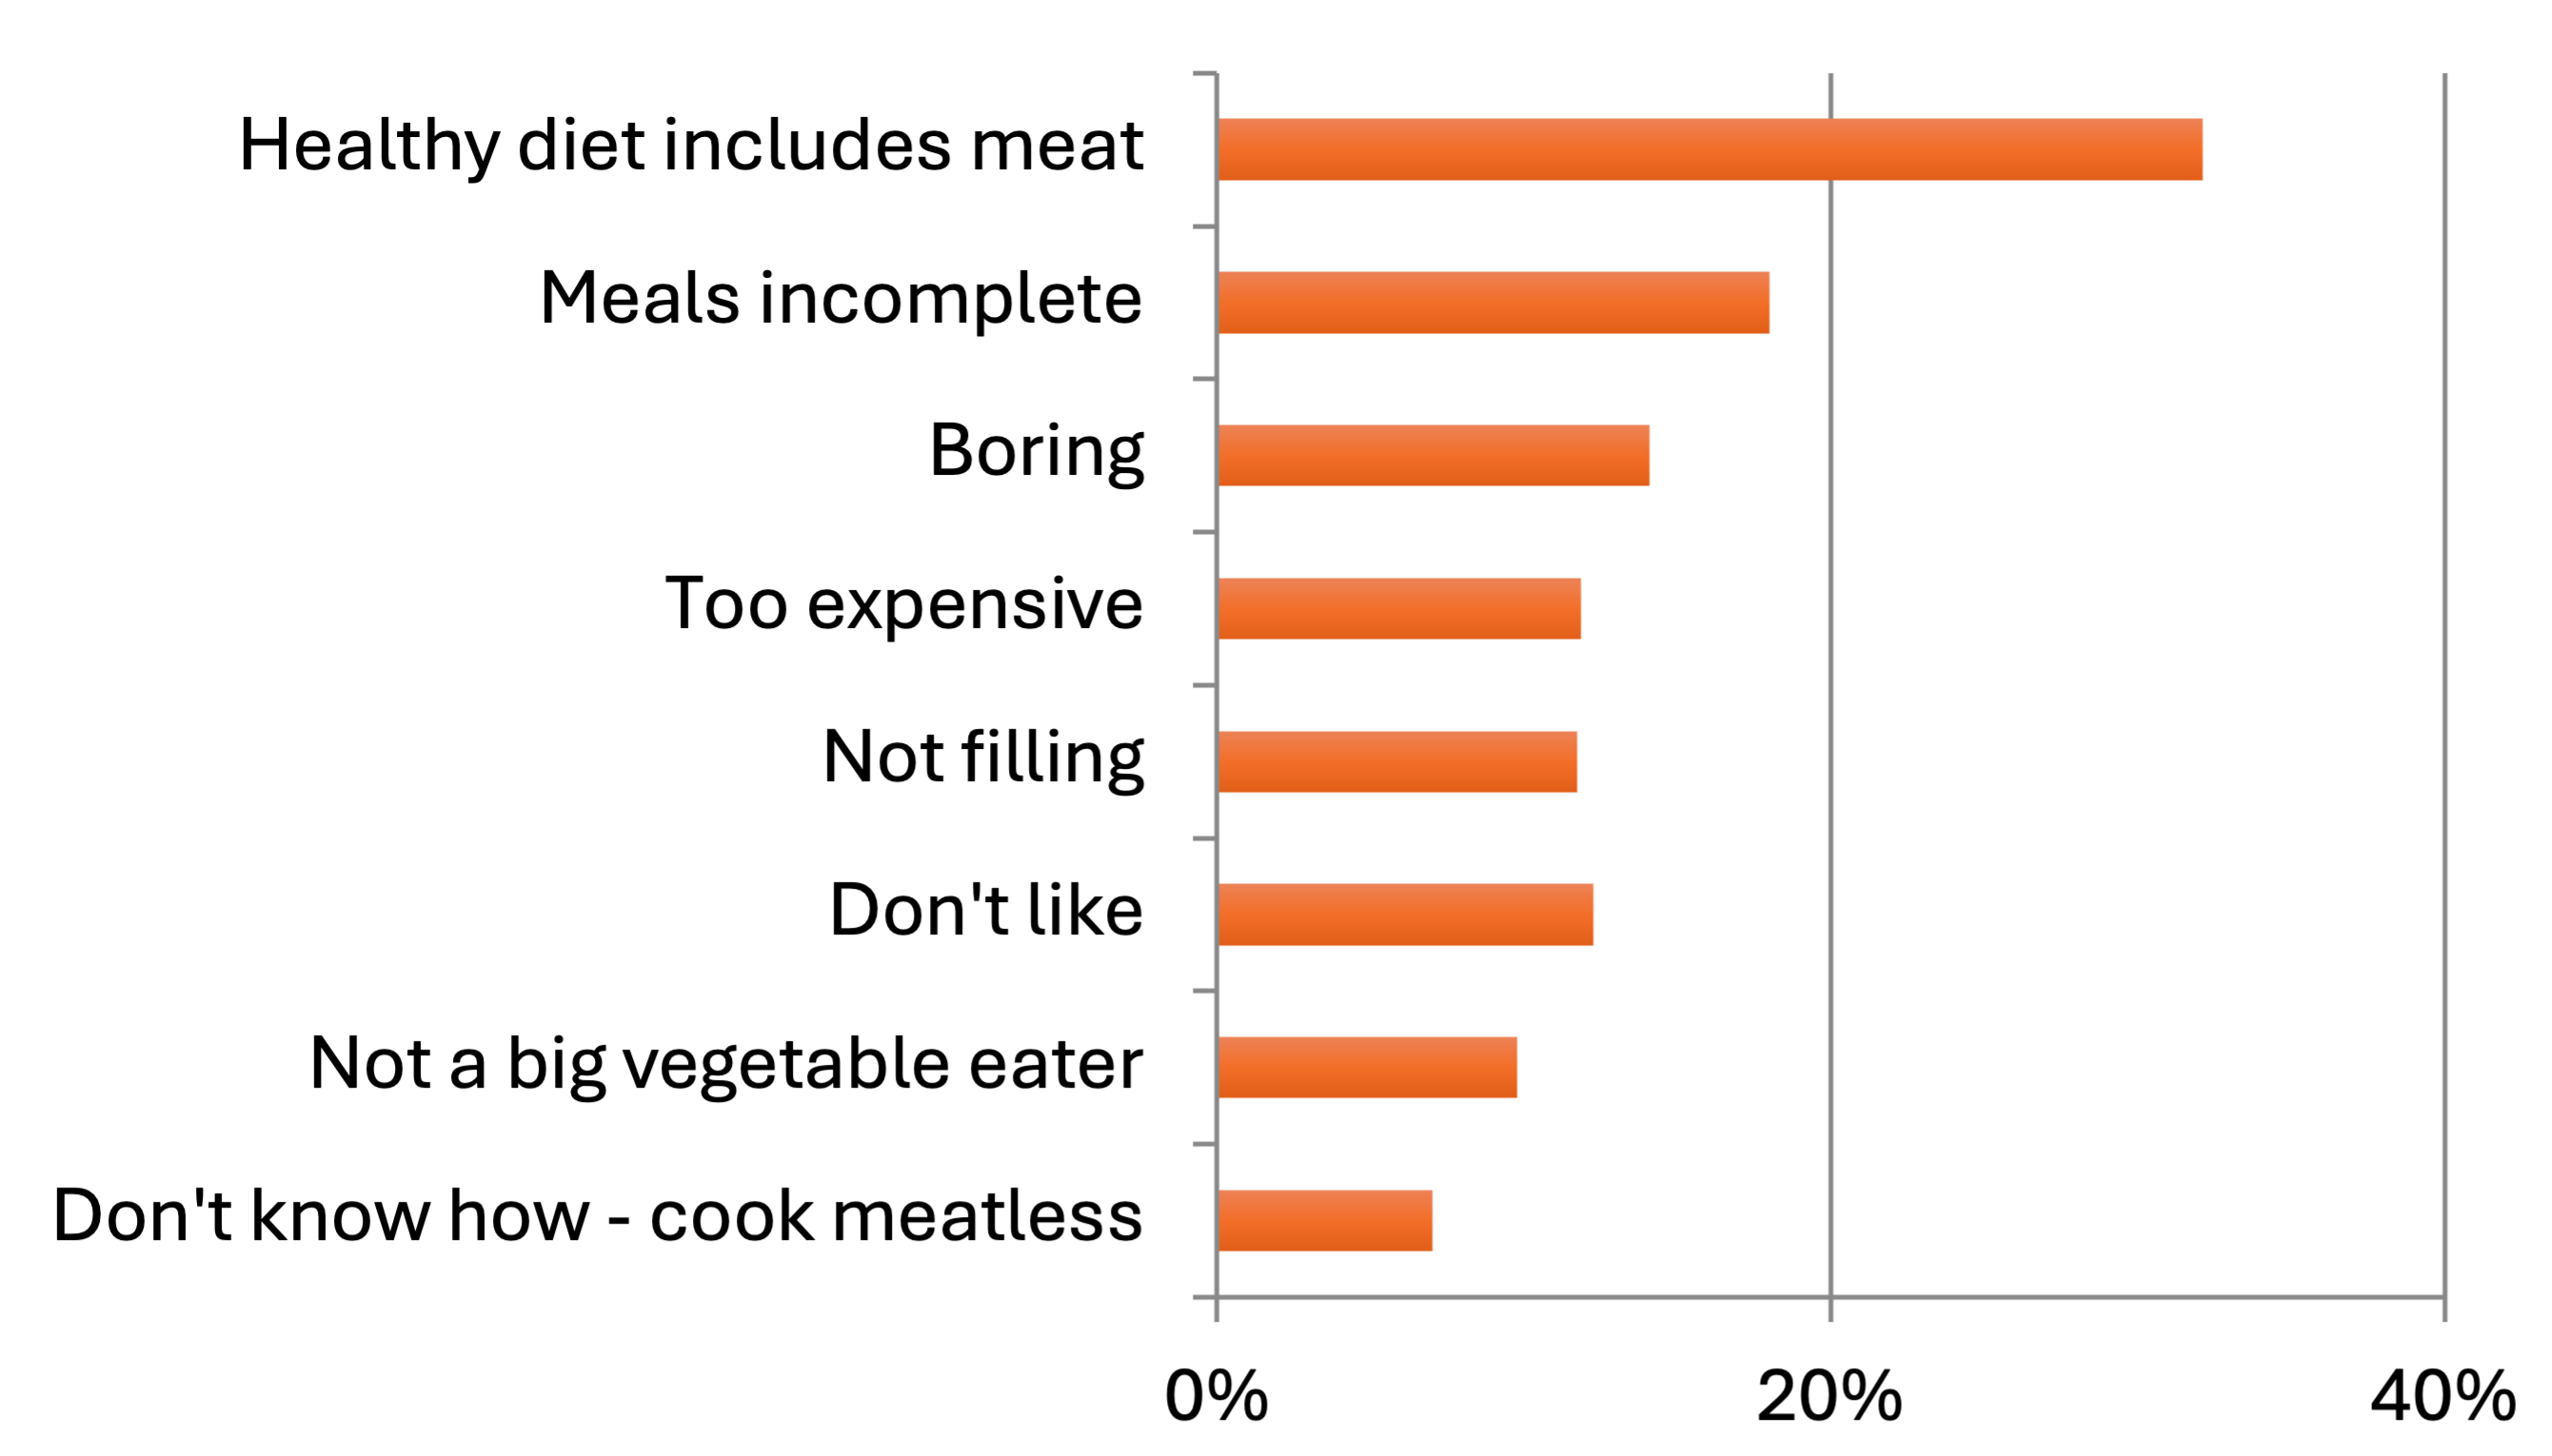 Healthy diet includes meat
Meals incomplete
Boring
Too expensive
Not filling
Don't like
Not a big vegetable eater
Don't know how - cook meatless
0% 20% 40%